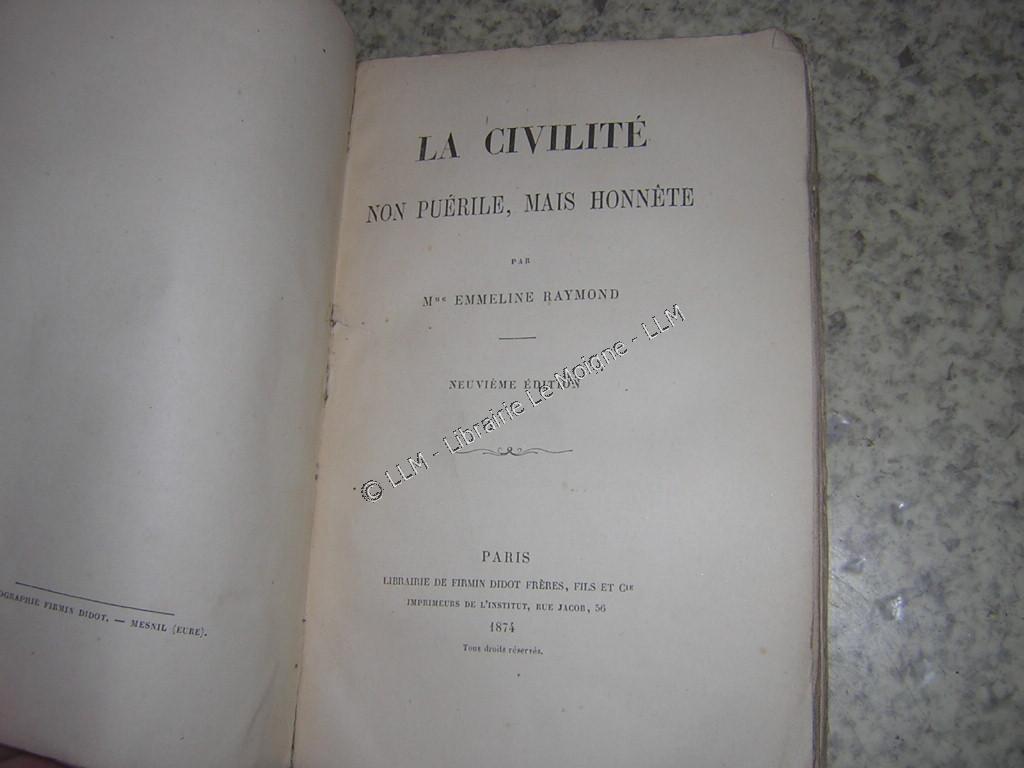 OGRAPHIE FIRMIN DIDOT. — MESNIL (EURE).
LA CIVILITÉ
NON PUÉRILE, MAIS HONNÊTE
PAR
Mme EMMELINE RAYMOND
NEUVIÈME ÉDITION
© LLM - Librairie Le Moigne - LLM
PARIS
LIBRAIRIE DE FIRMIN DIDOT FRÈRES, FILS ET Cie
IMPRIMEURS DE L'INSTITUT, RUE JACOB, 56
1874
Tous droits réservés.